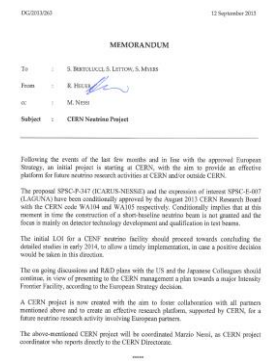 DG/2013/263 12 September 2013
MEMORANDUM
To : S. BERTOLUCCI, S. LETTOW, S. MYERS
From : R. HEUER
cc : M. NESSI
Subject : CERN Neutrino Project
Following the events of the last few months and in line with the approved European
Strategy, an initial project is starting at CERN, with the aim to provide an effective
platform for future neutrino research activities at CERN and/or outside CERN.
The proposal SPSC-P-347 (ICARUS-NESSiE) and the expression of interest SPSC-E-007
(LAGUNA) have been conditionally approved by the August 2013 CERN Research Board
with the CERN code WA104 and WA105 respectively. Conditionally implies that at this
moment in time the construction of a short-baseline neutrino beam is not granted and the
focus is mainly on detector technology development and qualification in test beams.
The initial LOI for a CENF neutrino facility should proceed towards concluding the
detailed studies in early 2014, to allow a timely implementation, in case a positive decision
would be taken in this direction.
The on going discussions and R&D plans with the US and the Japanese Colleagues should
continue, in view of presenting to the CERN management a plan towards a major Intensity
Frontier Facility, according to the European Strategy decision.
A CERN project is now created with the aim to foster collaboration with all partners
mentioned above and to create an effective research platform, supported by CERN, for a
future neutrino research activity involving European partners.
The above-mentioned CERN project will be coordinated Marzio Nessi, as CERN project
coordinator who reports directly to the CERN Directorate.